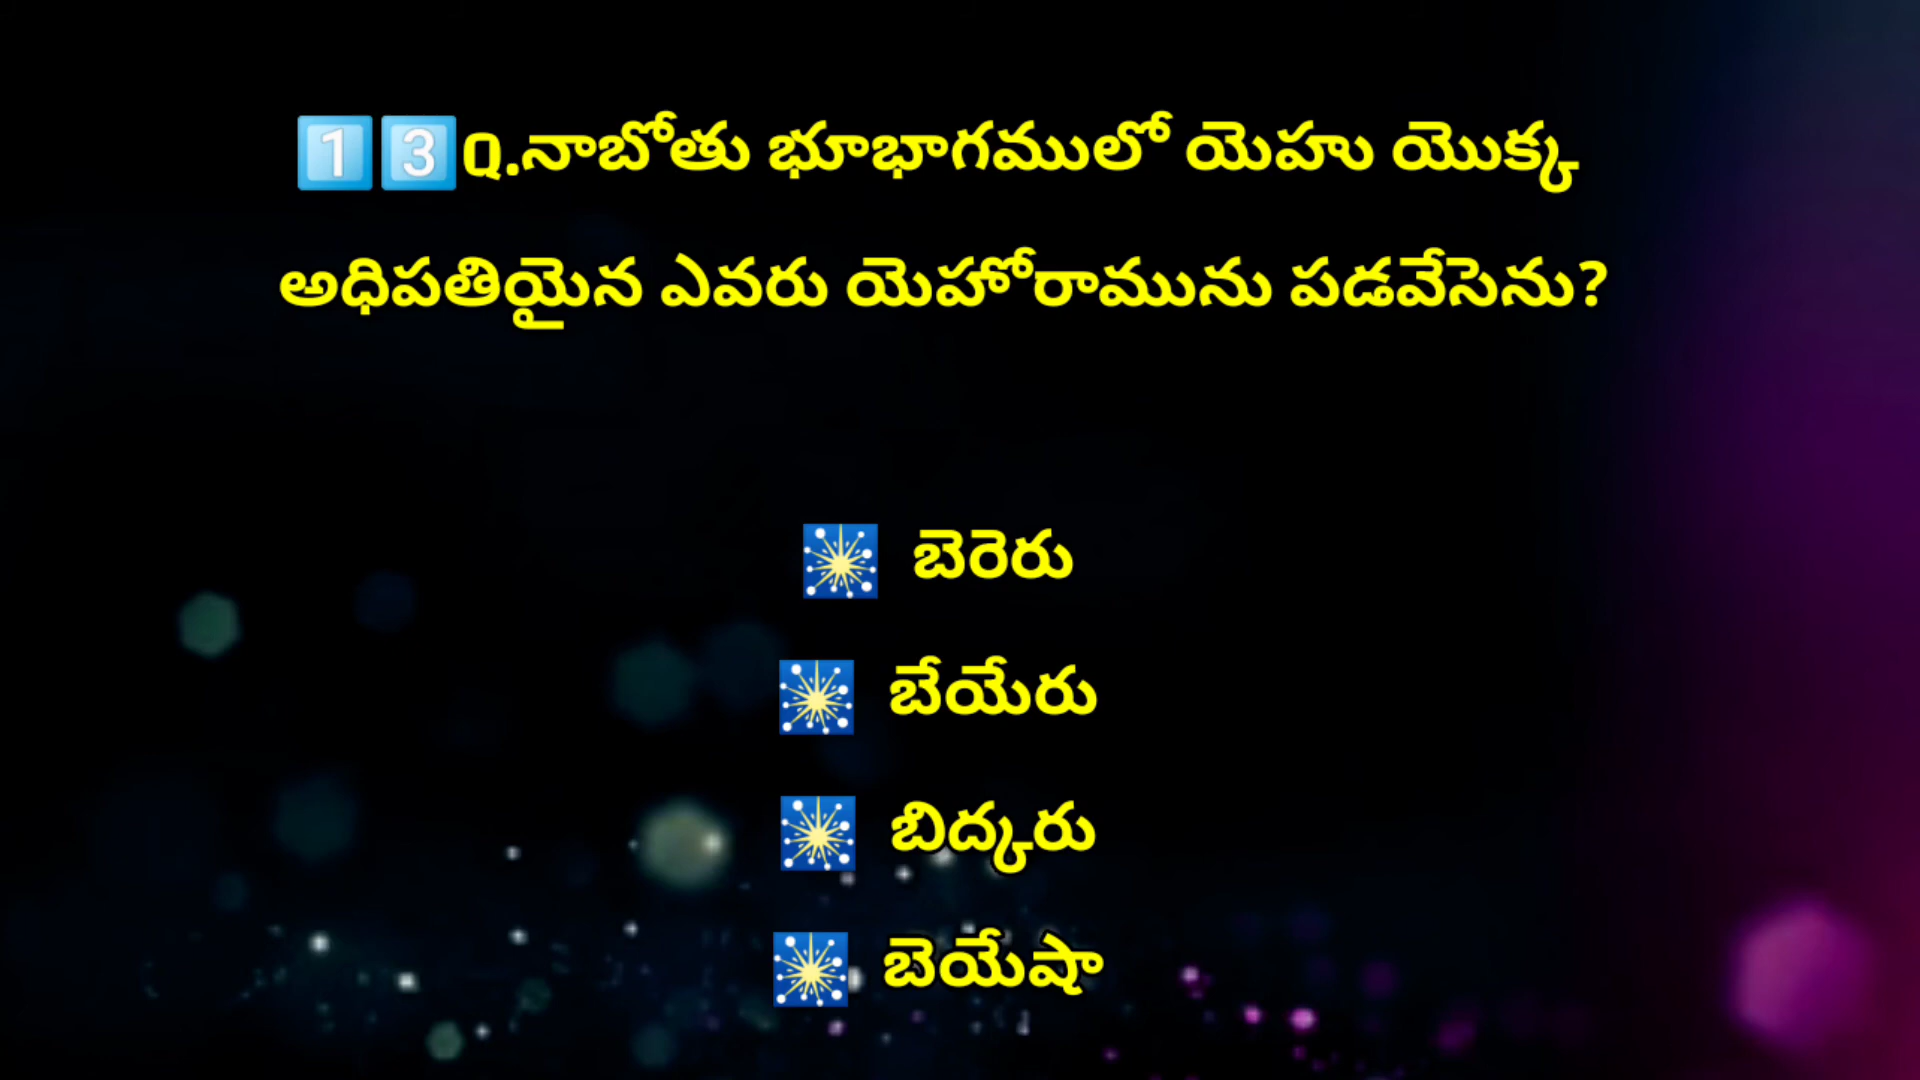 1️⃣3️⃣Q.నాబోతు భూభాగములో యెహు యొక్క
అధిపతియైన ఎవరు యెహోరామును పడవేసెను?
🎇 బెరెరు
🎇 బేయేరు
🎇 బిద్కరు
🎇 బెయేషా